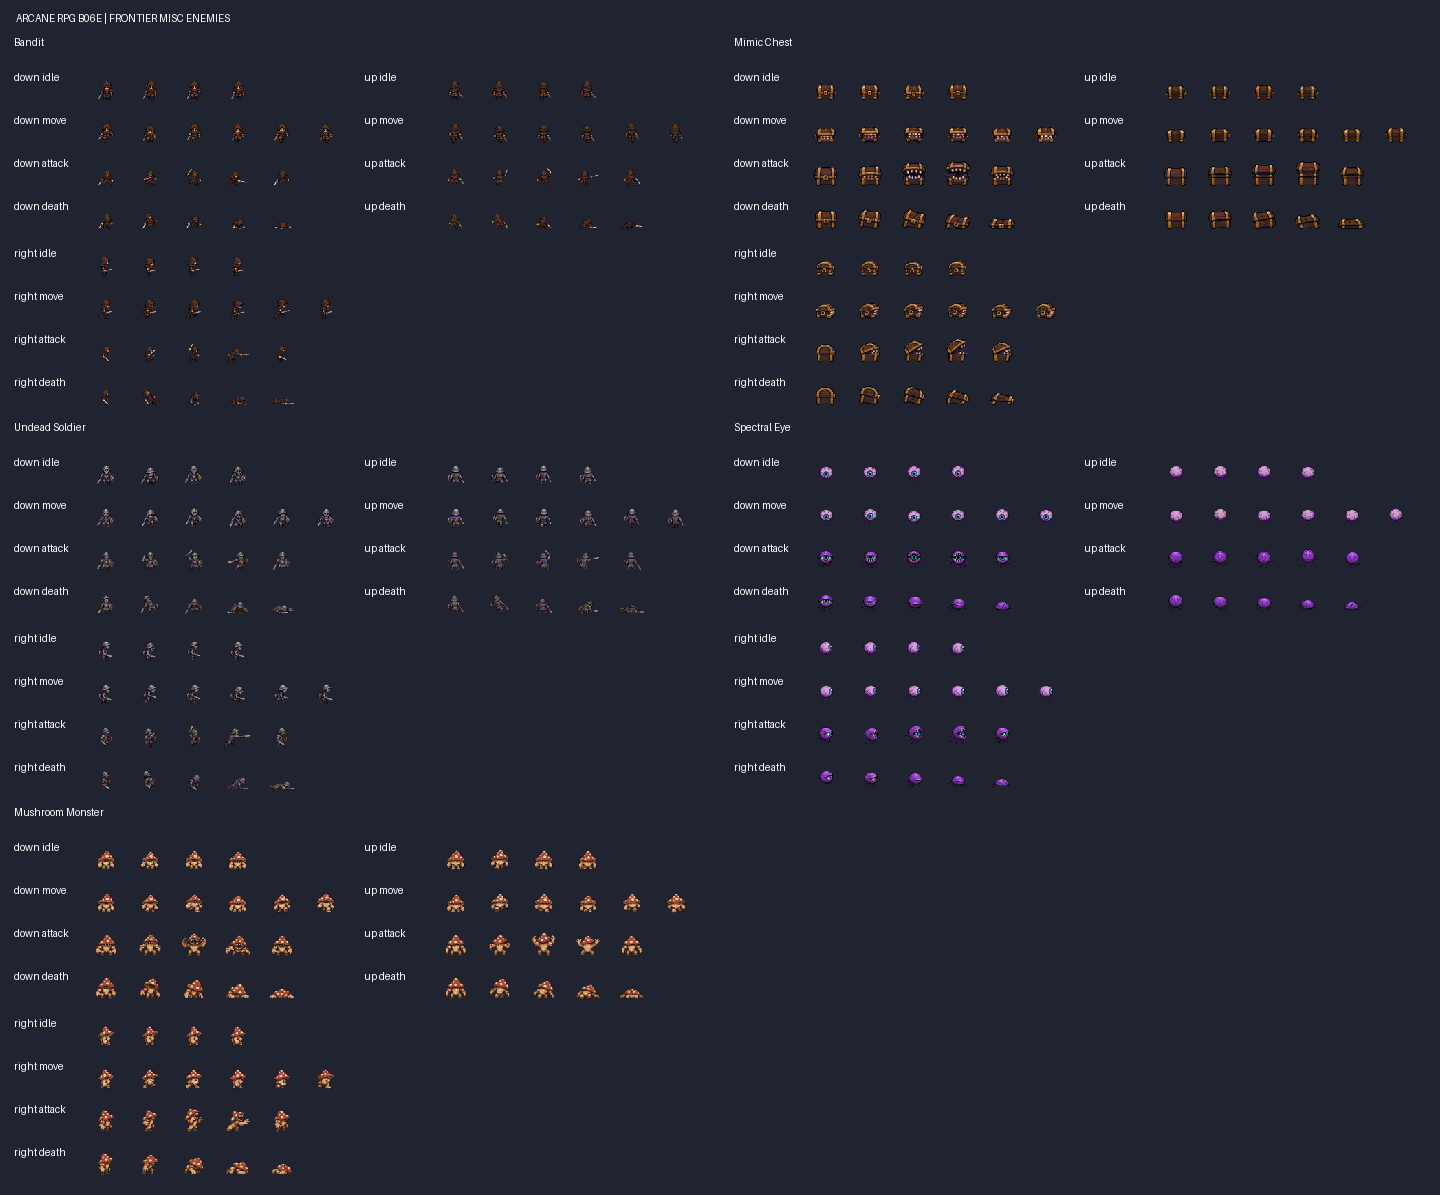 ARCANE RPG B06E | FRONTIER MISC ENEMIES
Bandit
down idle
up idle
down move
up move
down attack
up attack
down death
up death
right idle
right move
right attack
right death
Mimic Chest
down idle
up idle
down move
up move
down attack
up attack
down death
up death
right idle
right move
right attack
right death
Undead Soldier
down idle
up idle
down move
up move
down attack
up attack
down death
up death
right idle
right move
right attack
right death
Spectral Eye
down idle
up idle
down move
up move
down attack
up attack
down death
up death
right idle
right move
right attack
right death
Mushroom Monster
down idle
up idle
down move
up move
down attack
up attack
down death
up death
right idle
right move
right attack
right death